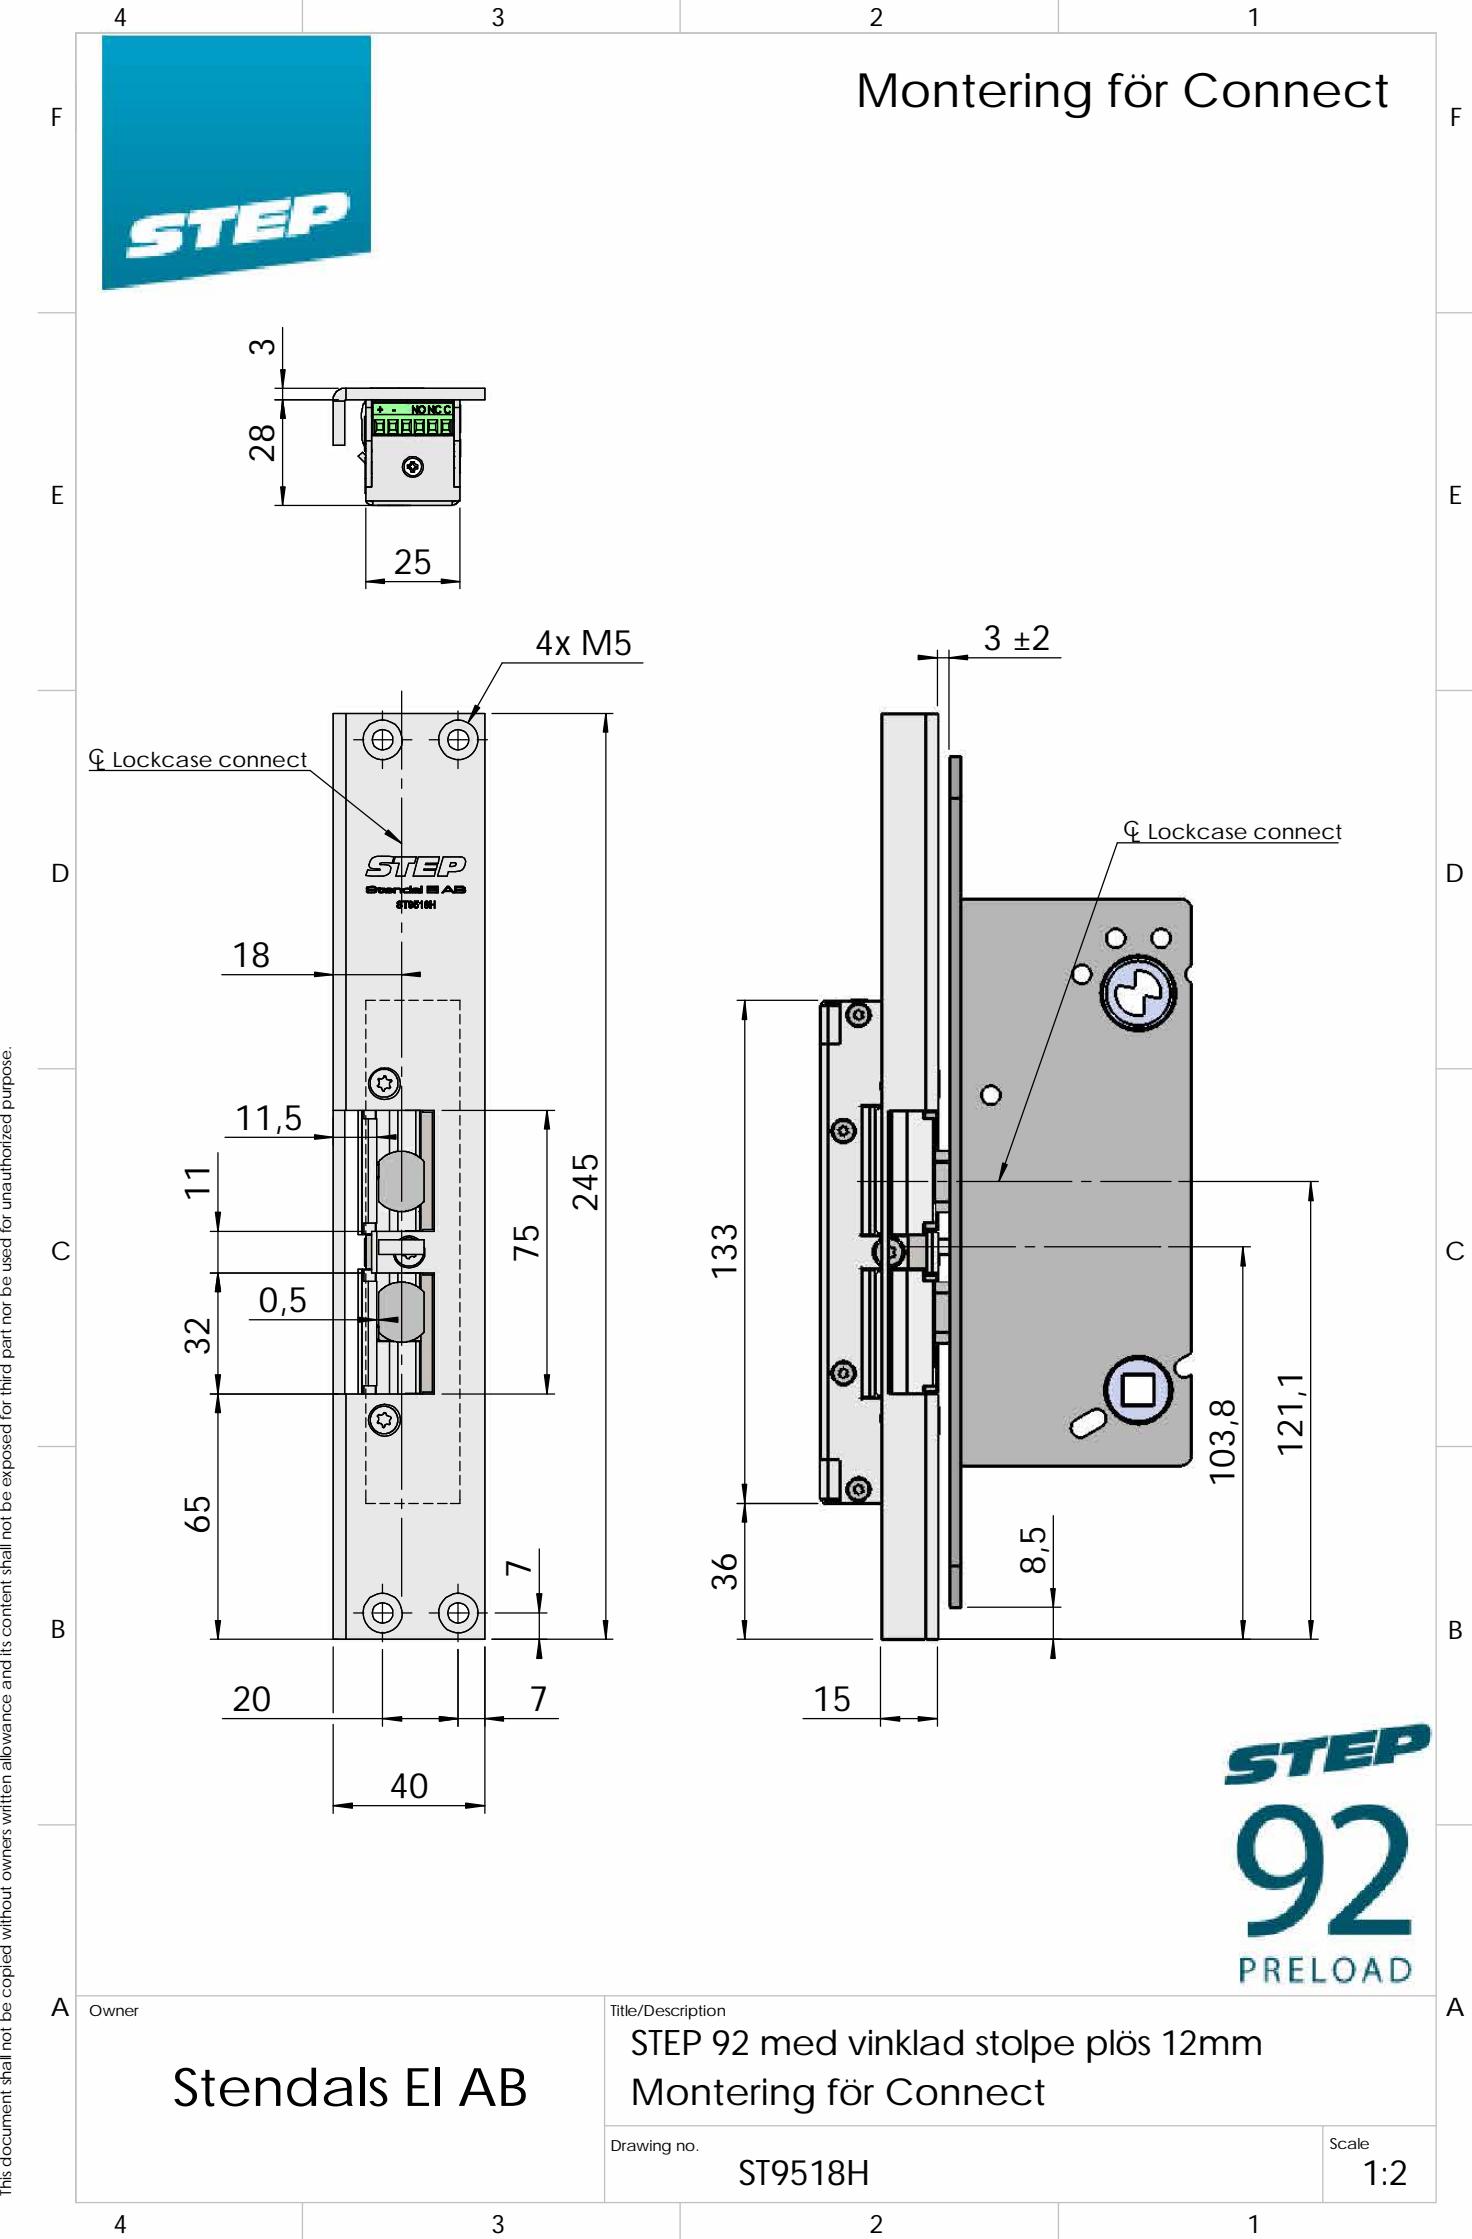 4 3 2 1
Montering för Connect
F F
STEP
3
+ - NO NC C
28
E E
25
4x M5
3 ±2
℄ Lockcase connect
℄ Lockcase connect
D D
STEP
Stendal El AB
ST9518H
18
11,5
11
245
75
133
C C
0,5
32
103,8
121,1
65
7
36
8,5
B B
20
7
15
40
STEP
92
PRELOAD
A A
Owner
Stendals El AB
Title/Description
STEP 92 med vinklad stolpe plös 12mm
Montering för Connect
Drawing no.
ST9518H
Scale
1:2
4 3 2 1
This document shall not be copied without owners written allowance and its content shall not be exposed for third part nor be used for unauthorized purpose.